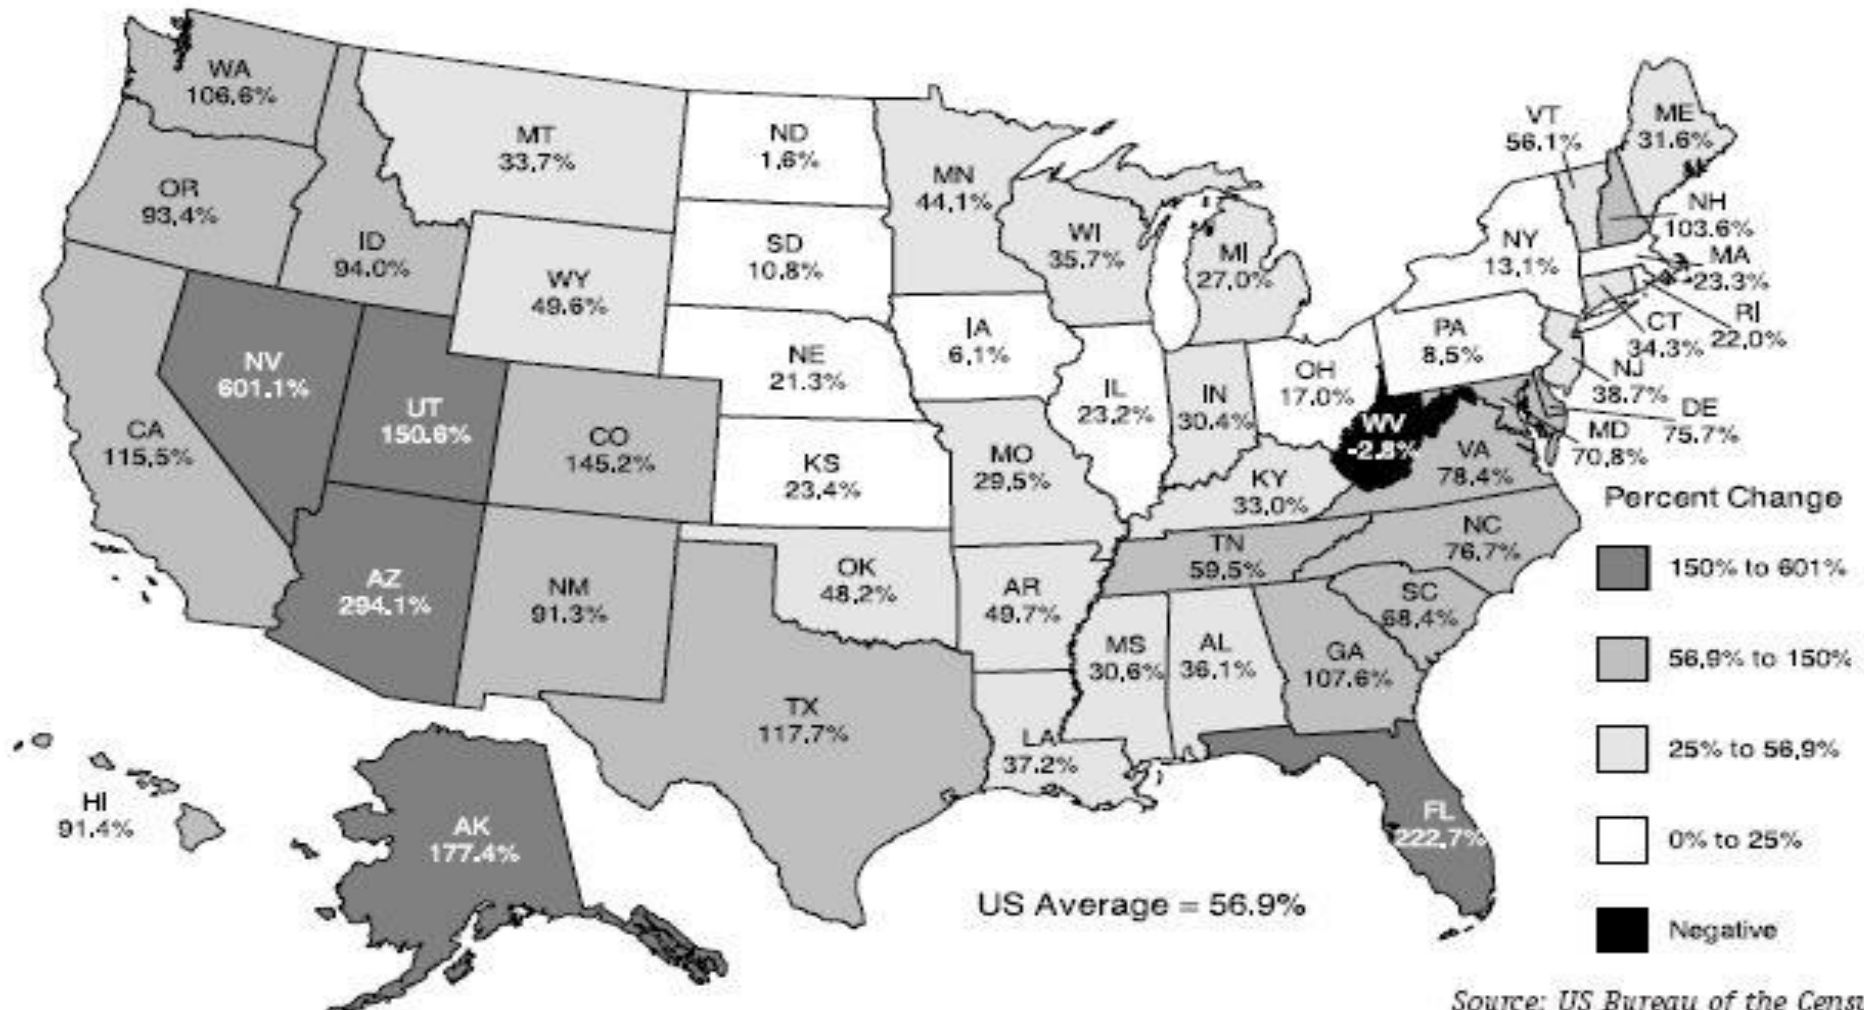 WA
106.6%
OR
93.4%
CA
115.5%
NV
601.1%
ID
94.0%
MT
33.7%
WY
49.6%
UT
150.6%
AZ
294.1%
CO
145.2%
NM
91.3%
ND
1.6%
SD
10.8%
NE
21.3%
KS
23.4%
OK
48.2%
TX
117.7%
MN
44.1%
IA
6.1%
MO
29.5%
AR
49.7%
LA
37.2%
WI
35.7%
IL
23.2%
MI
27.0%
IN
30.4%
OH
17.0%
KY
33.0%
TN
59.5%
MS
30.6%
AL
36.1%
GA
107.6%
FL
222.7%
SC
68.4%
NC
76.7%
VA
78.4%
WV
-2.8%
PA
8.5%
NY
13.1%
VT
56.1%
ME
31.6%
NH
103.6%
MA
23.3%
RI
22.0%
CT
34.3%
NJ
38.7%
DE
75.7%
MD
70.8%
HI
91.4%
AK
177.4%
US Average = 56.9%
Percent Change
150% to 601%
56.9% to 150%
25% to 56.9%
0% to 25%
Negative
Source: US Bureau of the Censu